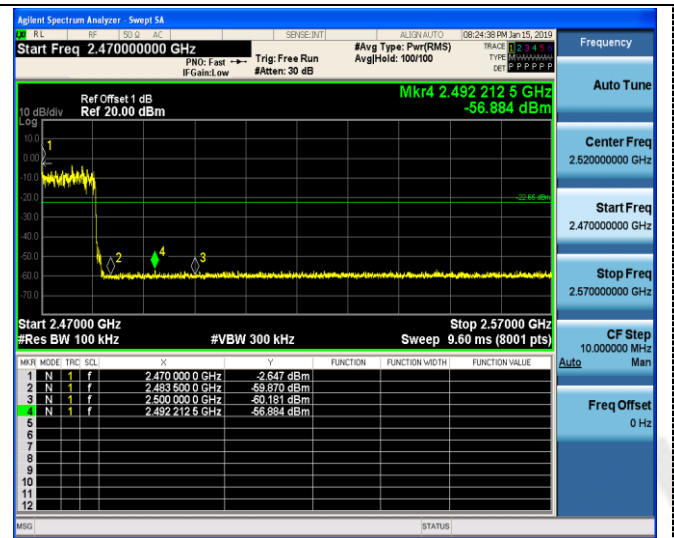 Agilent Spectrum Analyzer - Swept SA
LXI RL RF 50 Ω AC SENSE:INT ALIGN AUTO 08:24:38 PM Jan 15, 2019
Start Freq 2.470000000 GHz #Avg Type: Pwr(RMS) TRACE 1 2 3 4 5 6
PNO: Fast Trig: Free Run Avg|Hold: 100/100 TYPE M
IFGain:Low #Atten: 30 dB DET P P P P P P
Mkr4 2.492 212 5 GHz
-56.884 dBm
Ref Offset 1 dB
10 dB/div Ref 20.00 dBm
Log
10.0
0.00
-10.0
-20.0
-30.0
-40.0
-50.0
-60.0
-70.0
1
2
4
3
-22.65 dBm
Start 2.47000 GHz Stop 2.57000 GHz
#Res BW 100 kHz #VBW 300 kHz Sweep 9.60 ms (8001 pts)
MKR MODE TRC SCL X Y FUNCTION FUNCTION WIDTH FUNCTION VALUE
1 N 1 f 2.470 000 0 GHz -2.647 dBm
2 N 1 f 2.483 500 0 GHz -59.870 dBm
3 N 1 f 2.500 000 0 GHz -60.181 dBm
4 N 1 f 2.492 212 5 GHz -56.884 dBm
5
6
7
8
9
10
11
12
MSG STATUS
Frequency
Auto Tune
Center Freq
2.520000000 GHz
Start Freq
2.470000000 GHz
Stop Freq
2.570000000 GHz
CF Step
10.000000 MHz
Auto Man
Freq Offset
0 Hz